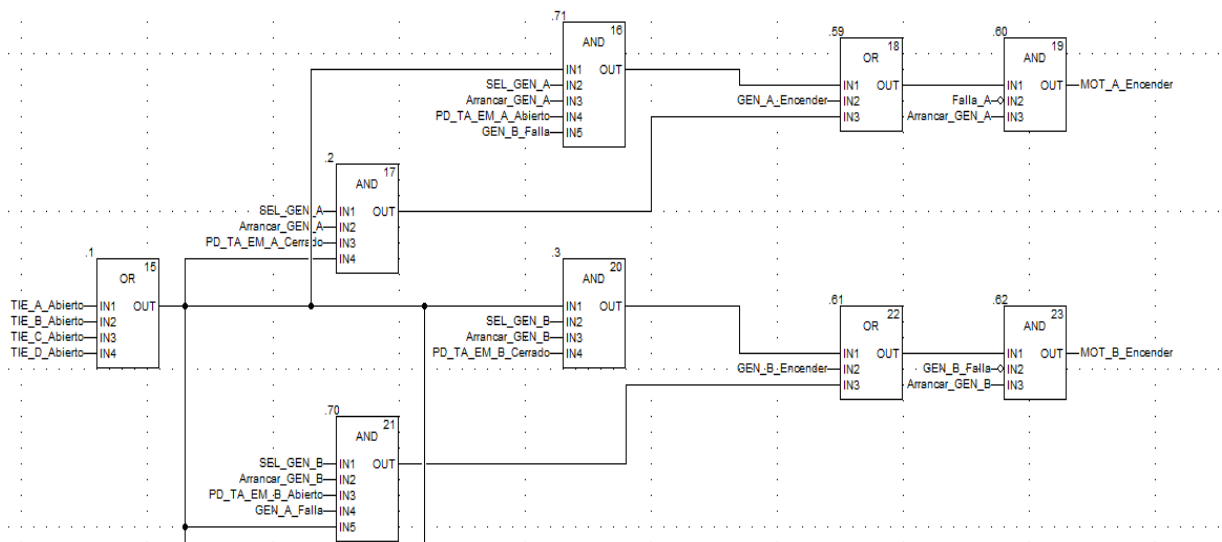 .71
16
AND
IN1 OUT
SEL_GEN_A IN2
Arrancar_GEN_A IN3
PD_TA_EM_A_Abierto IN4
GEN_B_Falla IN5
.59
18
OR
IN1 OUT
GEN_A_Encender IN2
IN3
.60
19
AND
IN1 OUT MOT_A_Encender
Falla_A IN2
Arrancar_GEN_A IN3
.2
17
AND
SEL_GEN_A IN1 OUT
Arrancar_GEN_A IN2
PD_TA_EM_A_Cerrado IN3
IN4
.1
15
OR
TIE_A_Abierto IN1 OUT
TIE_B_Abierto IN2
TIE_C_Abierto IN3
TIE_D_Abierto IN4
.3
20
AND
IN1 OUT
SEL_GEN_B IN2
Arrancar_GEN_B IN3
PD_TA_EM_B_Cerrado IN4
.61
22
OR
IN1 OUT
GEN_B_Encender IN2
IN3
.62
23
AND
IN1 OUT MOT_B_Encender
GEN_B_Falla IN2
Arrancar_GEN_B IN3
.70
21
AND
SEL_GEN_B IN1 OUT
Arrancar_GEN_B IN2
PD_TA_EM_B_Abierto IN3
GEN_A_Falla IN4
IN5